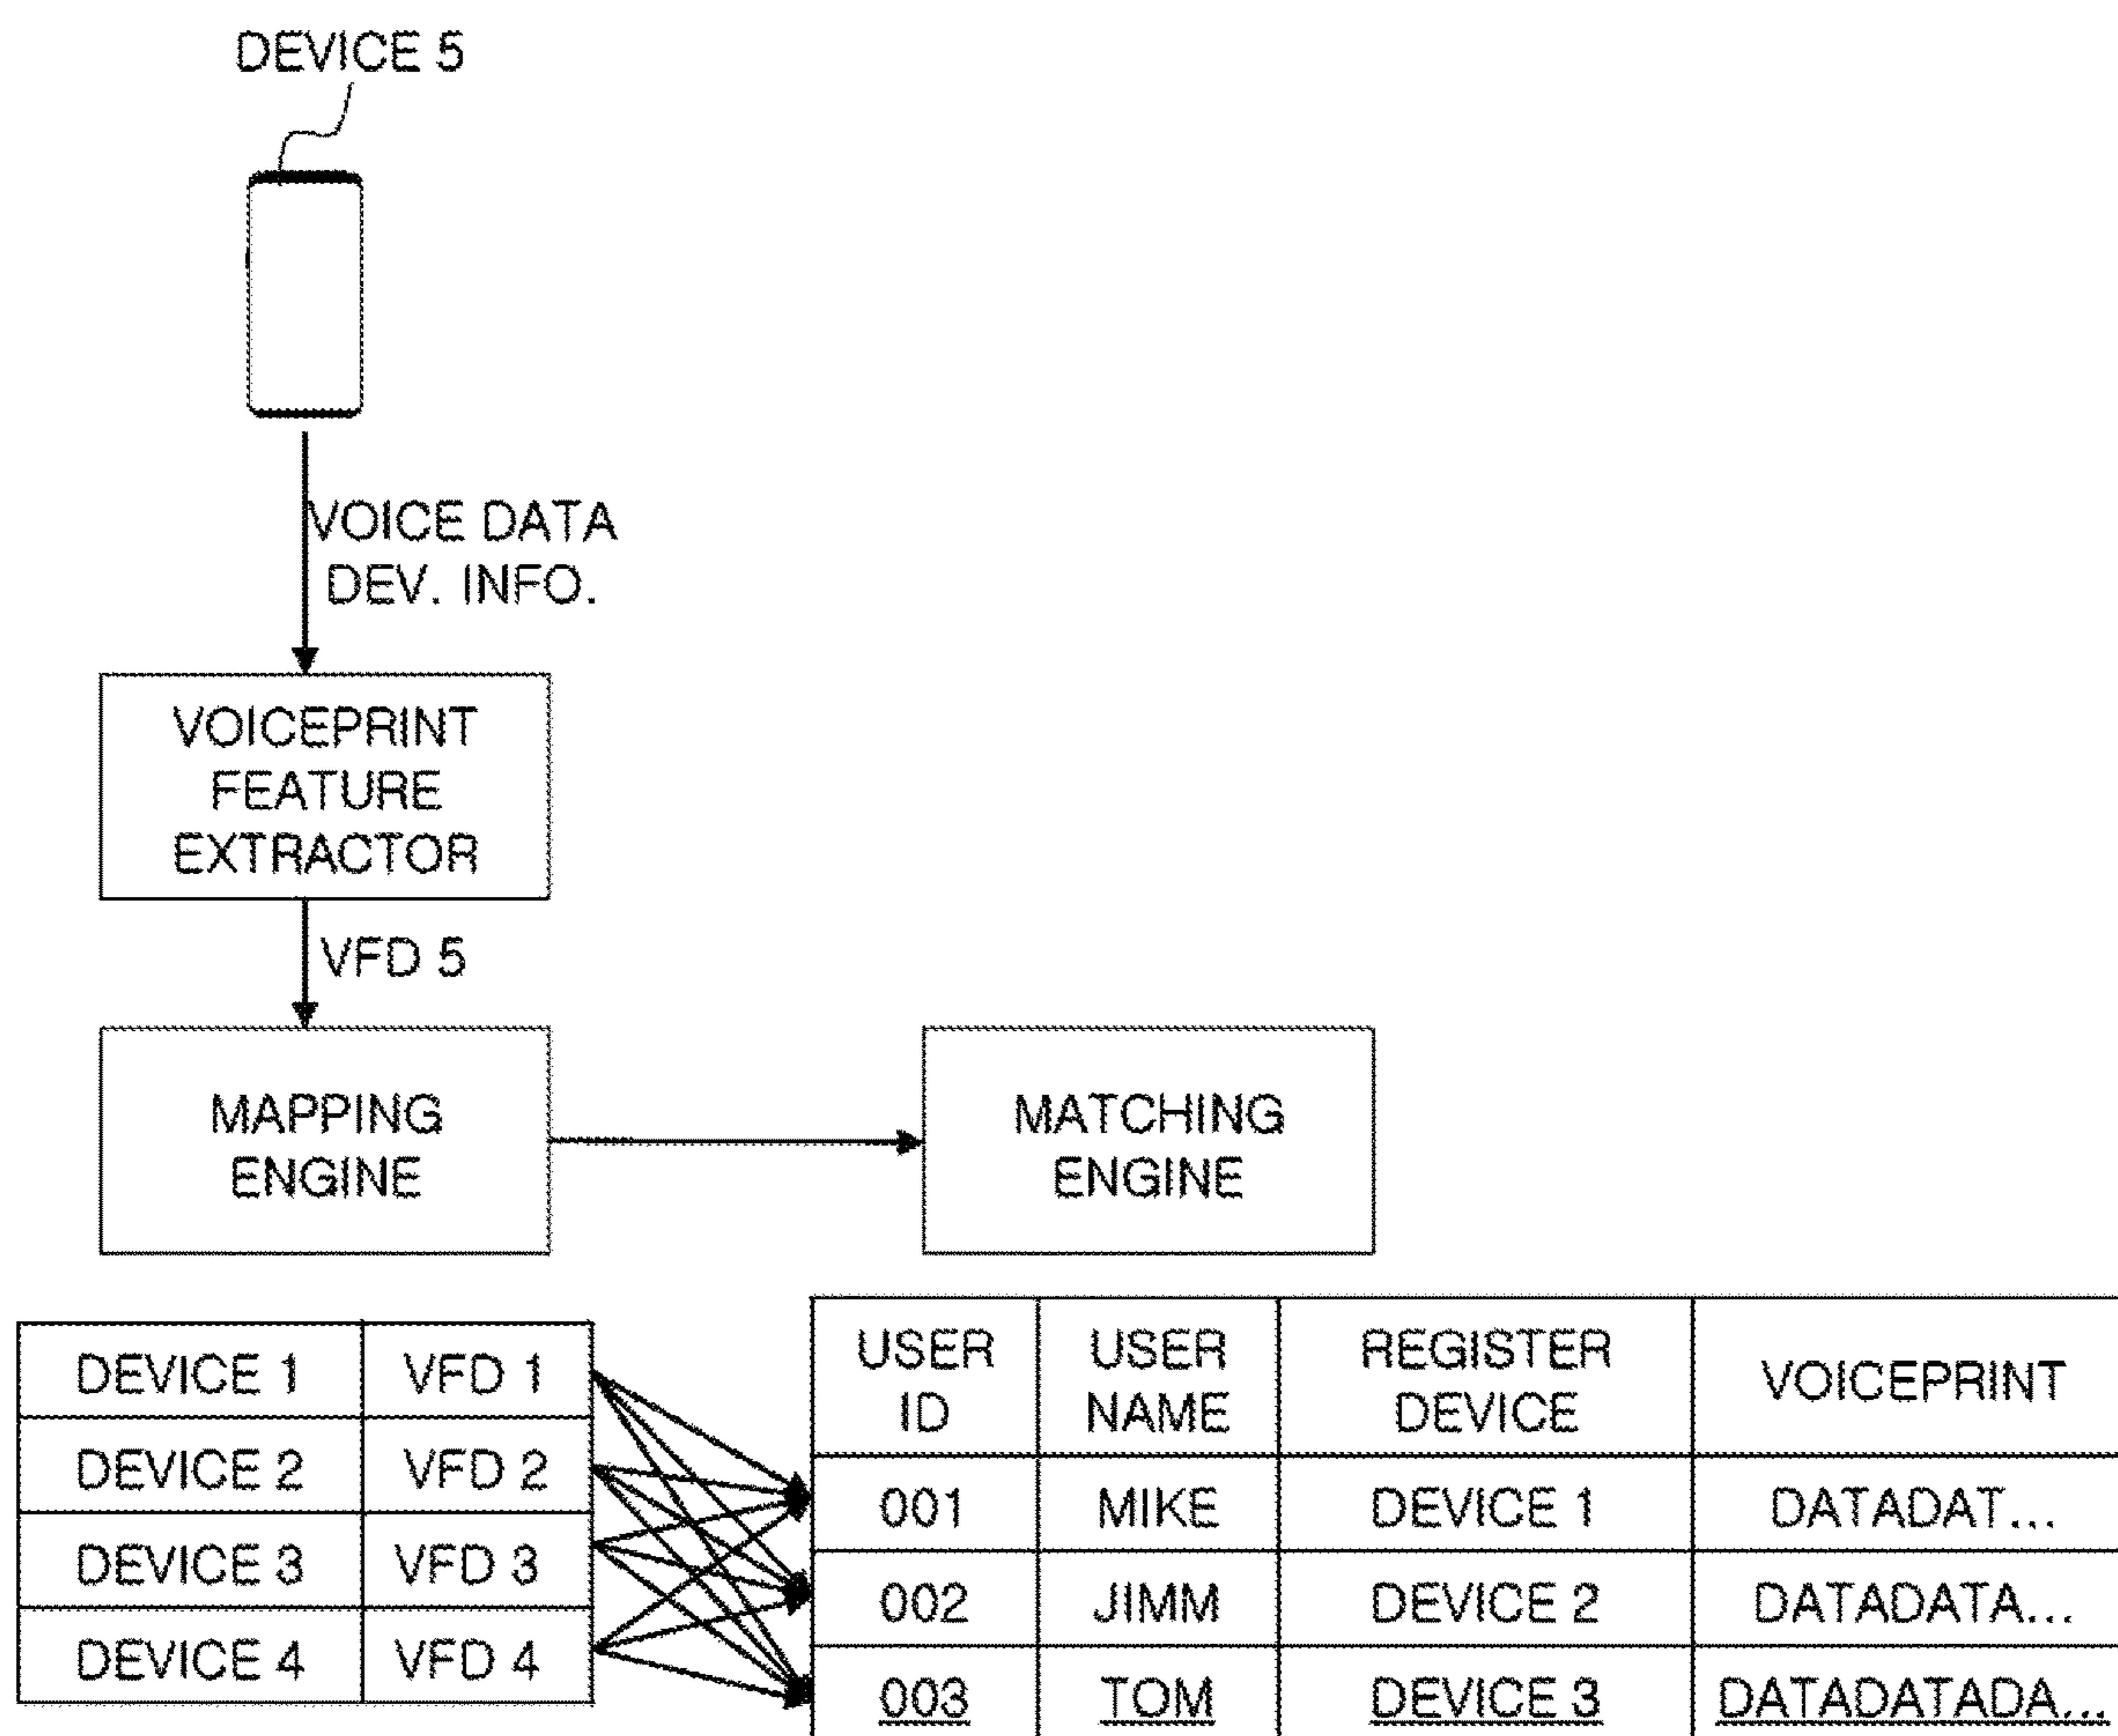 DEVICE 5
VOICE DATA
DEV. INFO.
VOICEPRINT
FEATURE
EXTRACTOR
VFD 5
MAPPING
ENGINE
MATCHING
ENGINE
DEVICE 1 VFD 1
DEVICE 2 VFD 2
DEVICE 3 VFD 3
DEVICE 4 VFD 4
USER ID USER NAME REGISTER DEVICE VOICEPRINT
001 MIKE DEVICE 1 DATADAT...
002 JIMM DEVICE 2 DATADATA...
003 TOM DEVICE 3 DATADATADA...